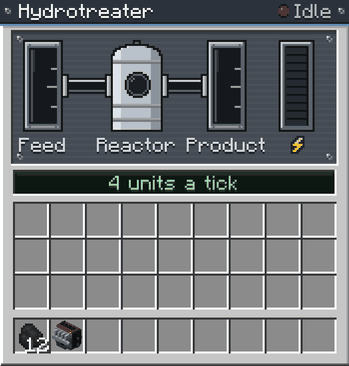 Hydrotreater
Idle
Feed Reactor Product
4 units a tick
12